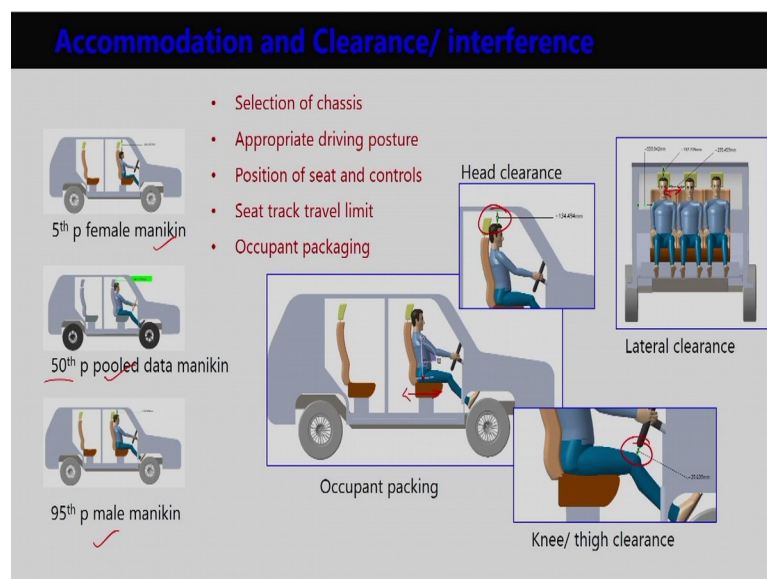 Accommodation and Clearance/ interference
• Selection of chassis
• Appropriate driving posture
• Position of seat and controls
• Seat track travel limit
• Occupant packaging
5th p female manikin
50th p pooled data manikin
95th p male manikin
Head clearance
Lateral clearance
Occupant packing
Knee/ thigh clearance